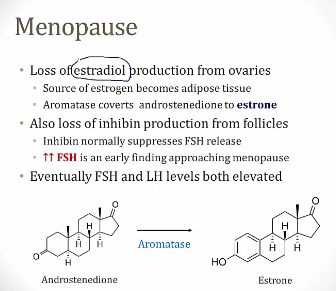 Menopause
• Loss of estradiol production from ovaries
• Source of estrogen becomes adipose tissue
• Aromatase coverts androstenedione to estrone
• Also loss of inhibin production from follicles
• Inhibin normally suppresses FSH release
• ↑↑ FSH is an early finding approaching menopause
• Eventually FSH and LH levels both elevated
O
H
H
H
O
H
Androstenedione
Aromatase
O
H
H
H
HO
Estrone